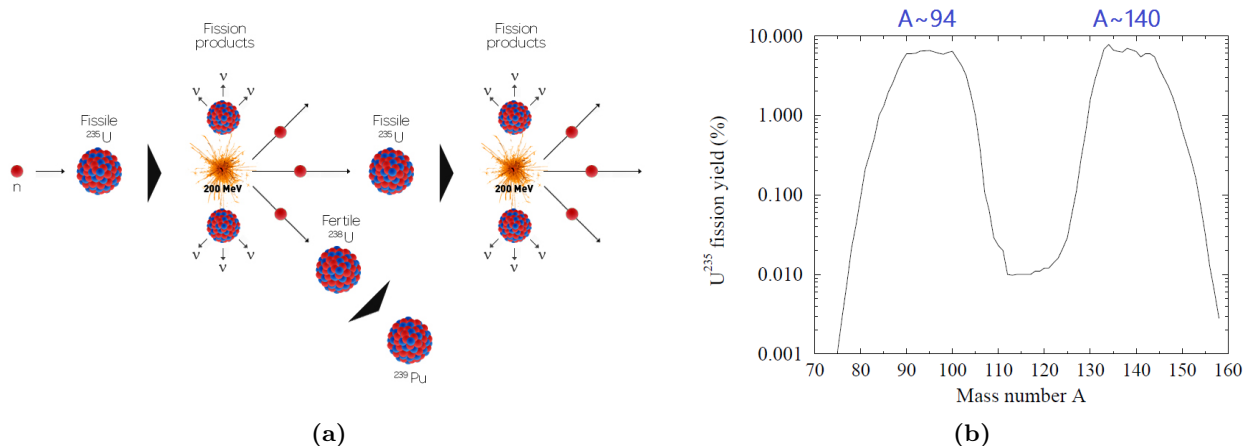 Fission
products
Fission
products
ν ν ν
ν ν ν
Fissile
²³⁵U
Fissile
²³⁵U
n
200 MeV
200 MeV
ν ν ν
ν ν ν
Fertile
²³⁸U
²³⁹Pu
(a)
A~94
A~140
U²³⁵ fission yield (%)
10.000
1.000
0.100
0.010
0.001
70 80 90 100 110 120 130 140 150 160
Mass number A
(b)